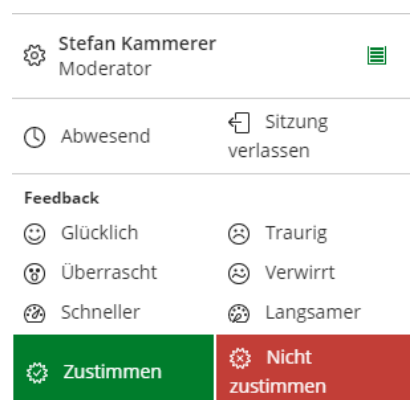 Stefan Kammerer
Moderator
Abwesend
Sitzung
verlassen
Feedback
Glücklich
Traurig
Überrascht
Verwirrt
Schneller
Langsamer
Zustimmen
Nicht
zustimmen